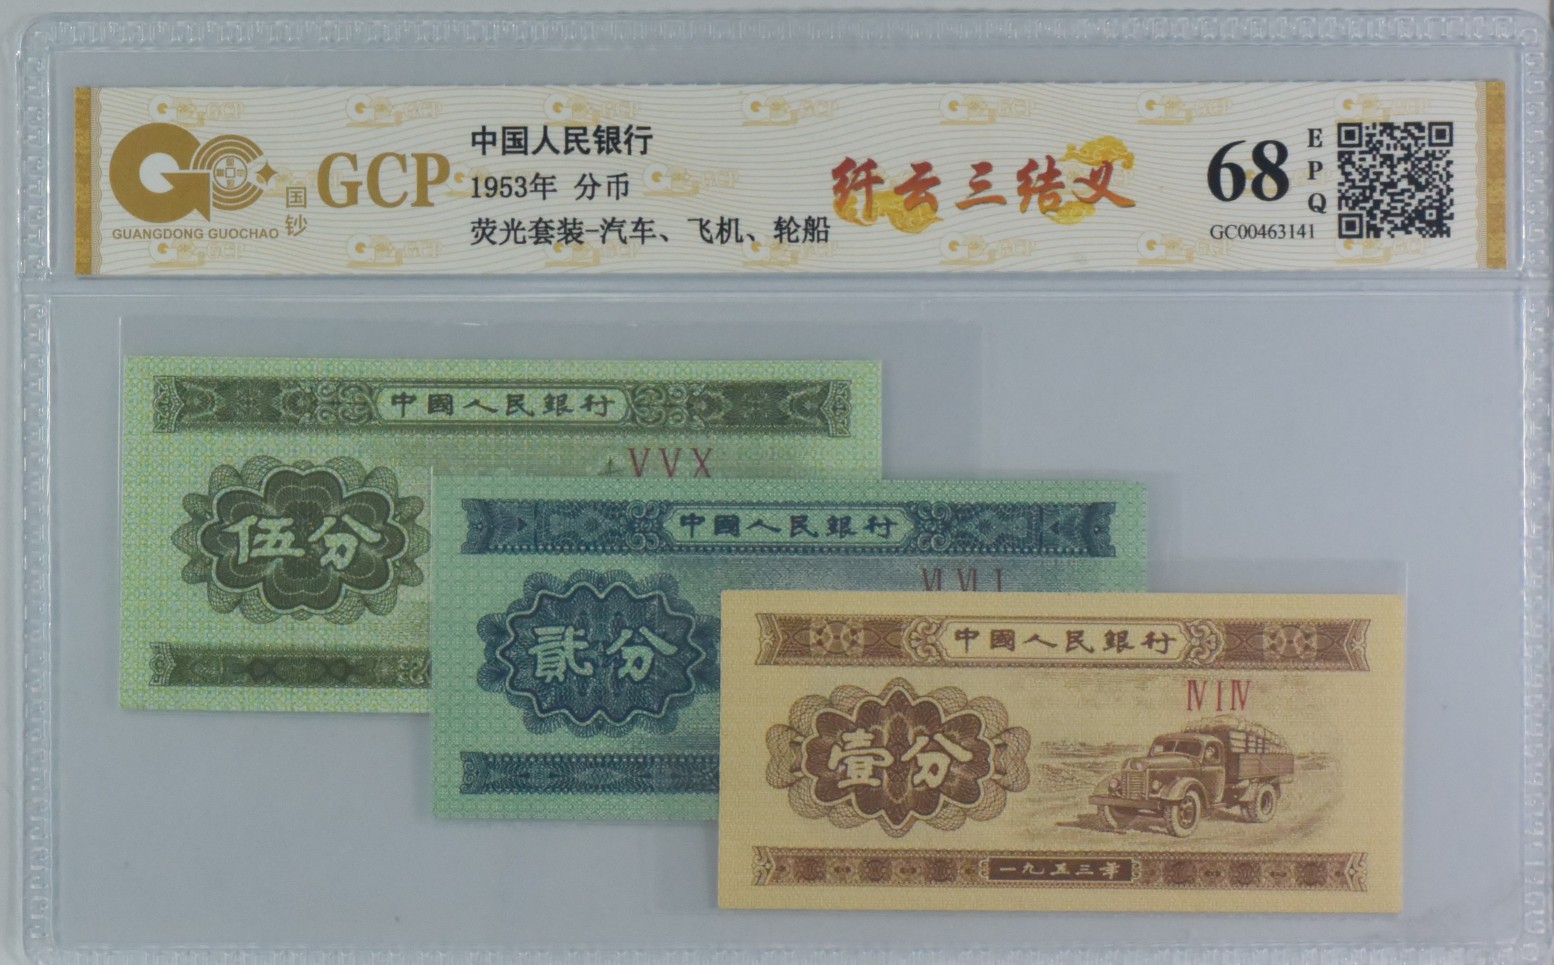 GCP
国钞
GUANGDONG GUOCHAO
中国人民银行
1953年 分币
荧光套装-汽车、飞机、轮船
纤云三结义
68
EPQ
GC00463141
中國人民銀行
V V X
伍分
中國人民銀行
VI VI I
貳分
中國人民銀行
IV I IV
壹分
一九五三年